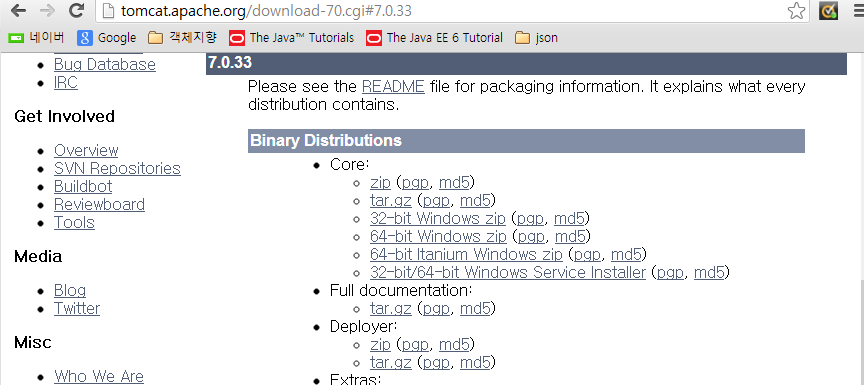 tomcat.apache.org/download-70.cgi#7.0.33
네이버 Google 객체지향 The Java™ Tutorials The Java EE 6 Tutorial json
Bug Database
IRC
Get Involved
Overview
SVN Repositories
Buildbot
Reviewboard
Tools
Media
Blog
Twitter
Misc
Who We Are
7.0.33
Please see the README file for packaging information. It explains what every
distribution contains.
Binary Distributions
Core:
zip (pgp, md5)
tar.gz (pgp, md5)
32-bit Windows zip (pgp, md5)
64-bit Windows zip (pgp, md5)
64-bit Itanium Windows zip (pgp, md5)
32-bit/64-bit Windows Service Installer (pgp, md5)
Full documentation:
tar.gz (pgp, md5)
Deployer:
zip (pgp, md5)
tar.gz (pgp, md5)
Extras: